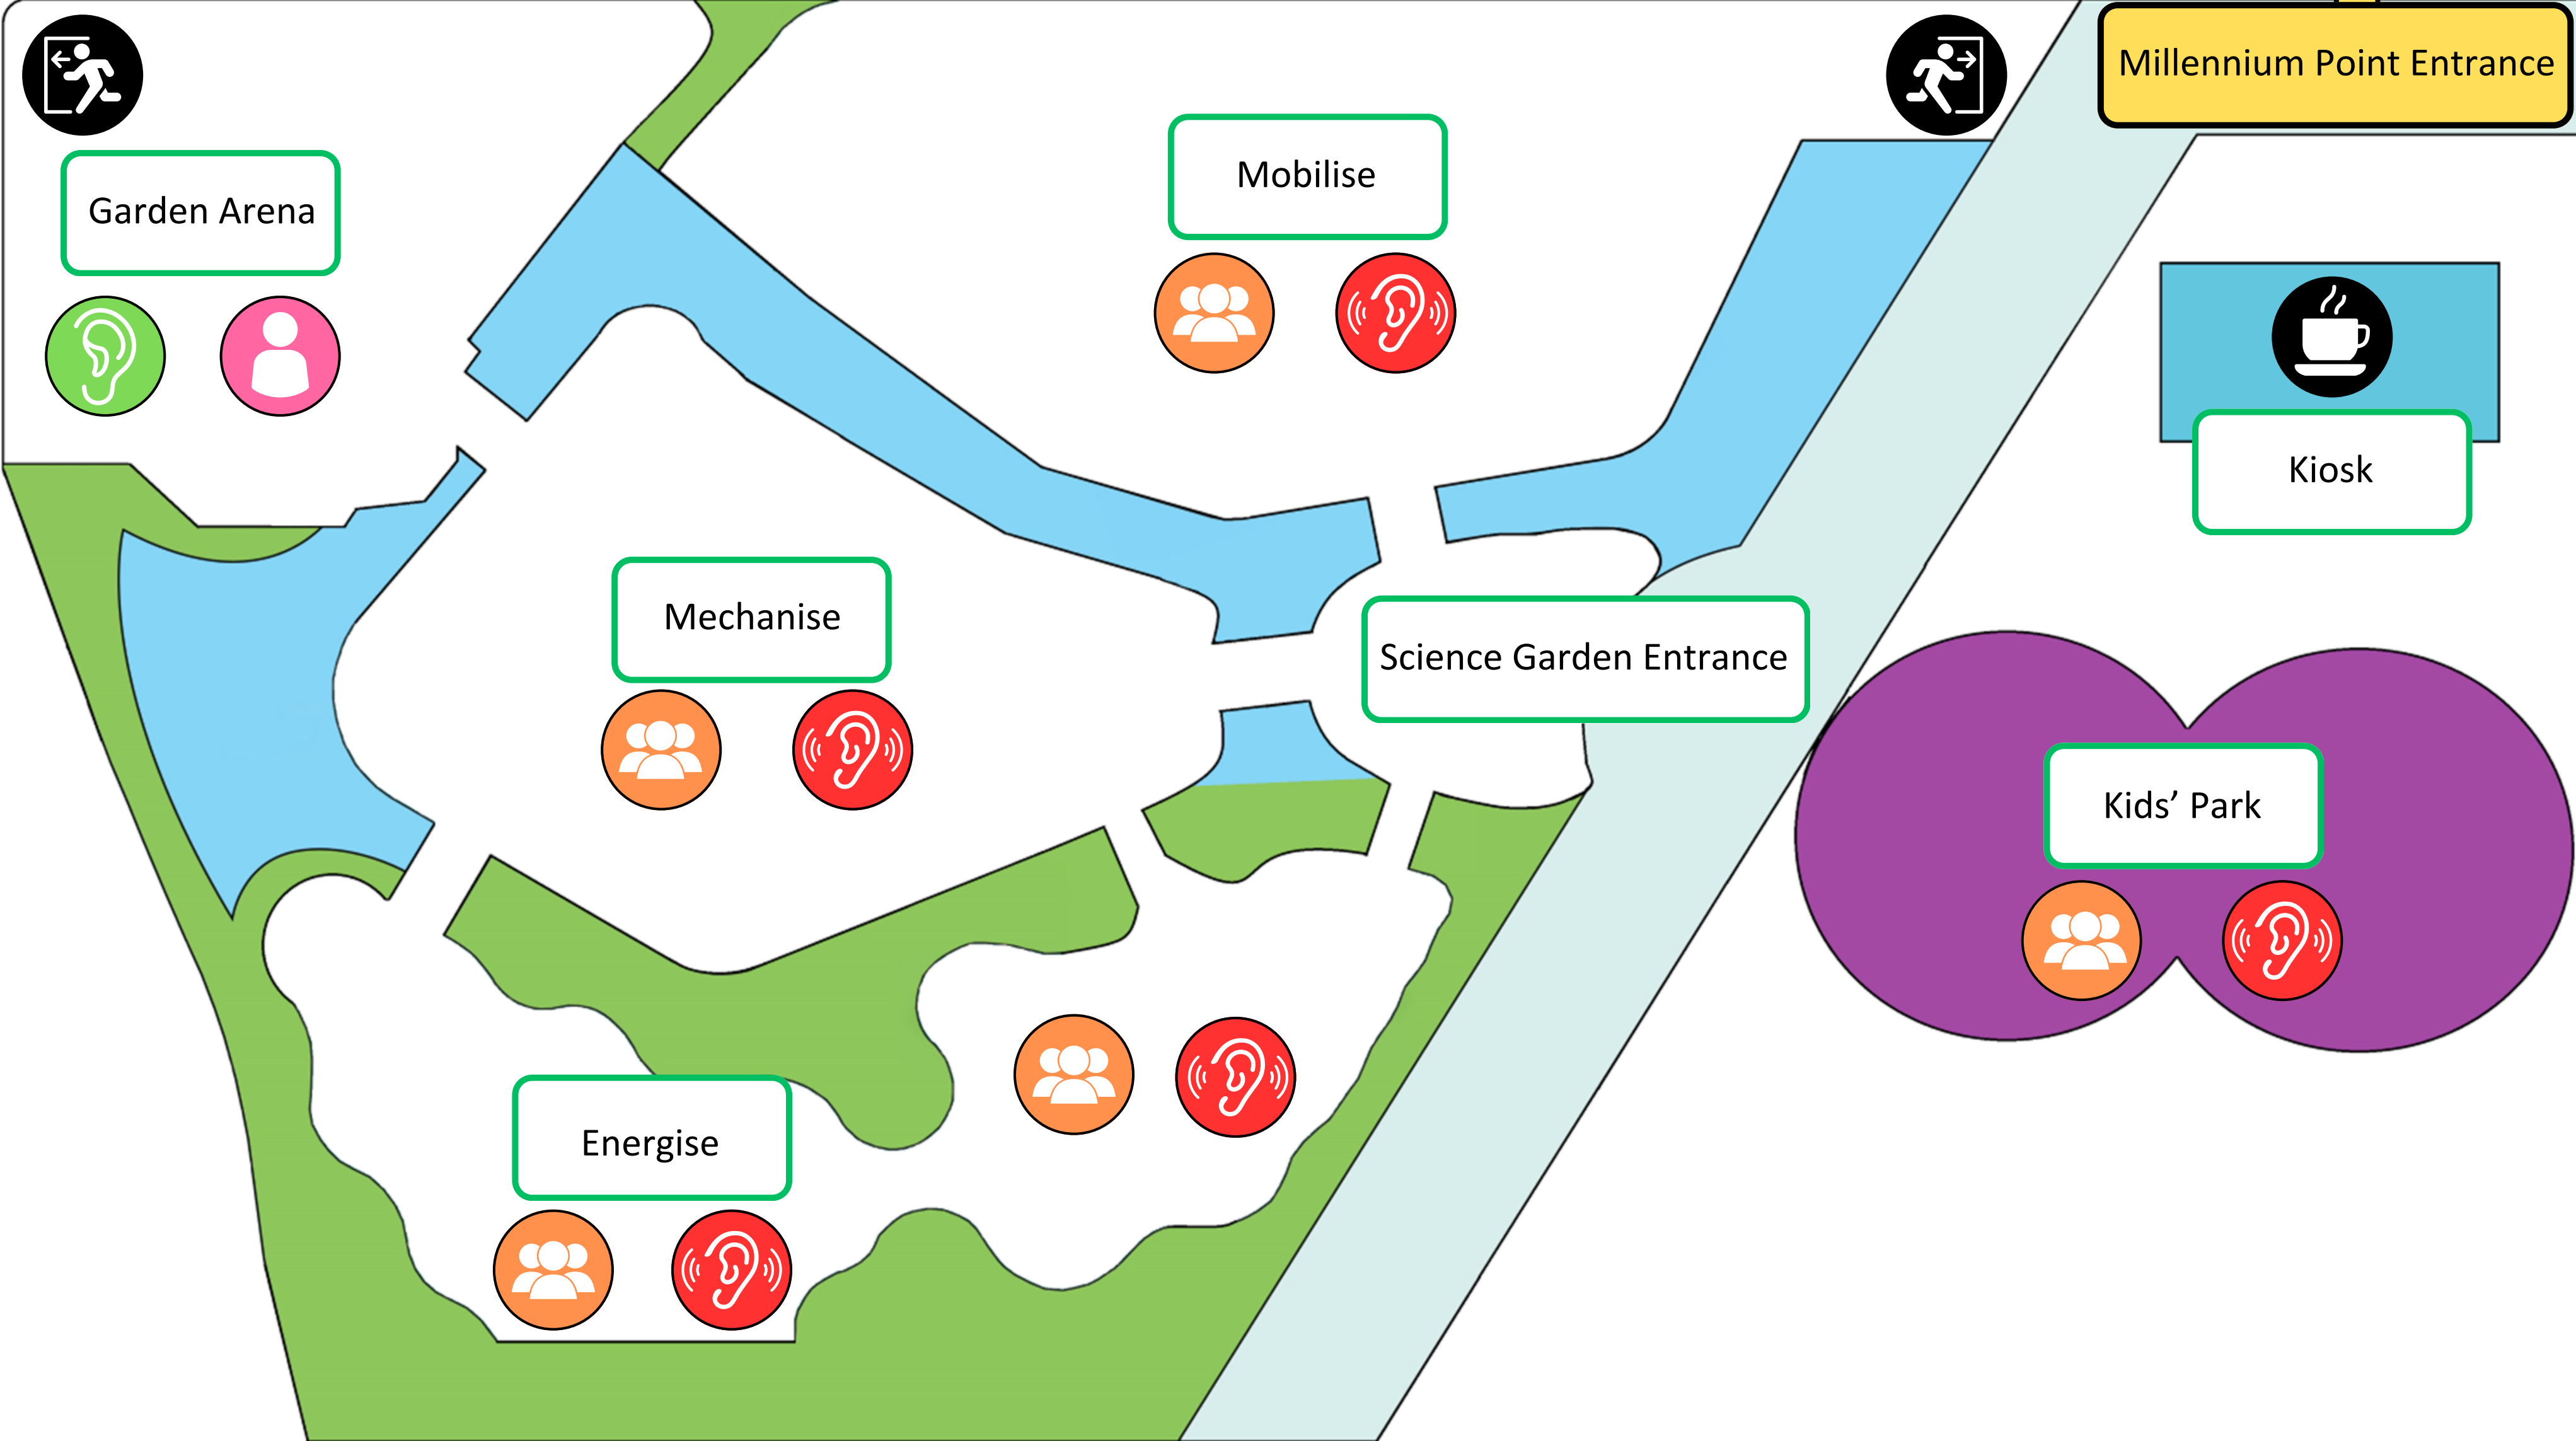 Millennium Point Entrance
Garden Arena
Mobilise
Kiosk
Mechanise
Science Garden Entrance
Kids’ Park
Energise